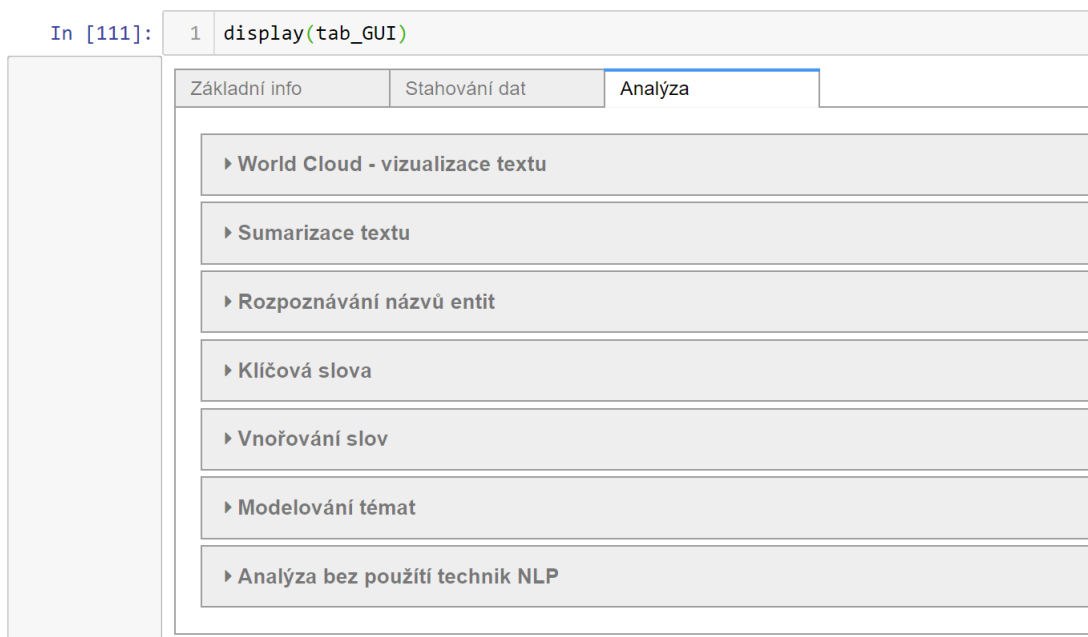 In [111]: 1 display(tab_GUI)
Základní info Stahování dat Analýza
World Cloud - vizualizace textu
Sumarizace textu
Rozpoznávání názvů entit
Klíčová slova
Vnořování slov
Modelování témat
Analýza bez použítí technik NLP